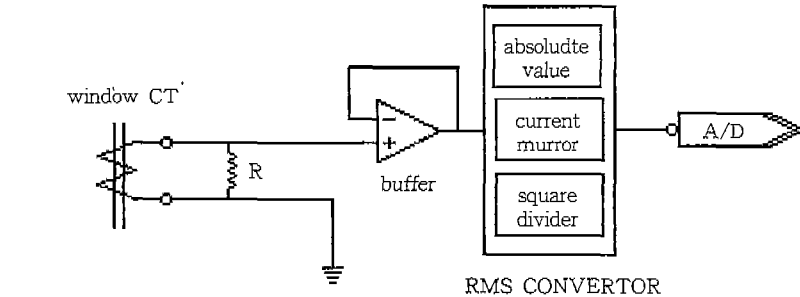 window CT
R
−
+
buffer
absoludte
value
current
murror
square
divider
A/D
RMS CONVERTOR